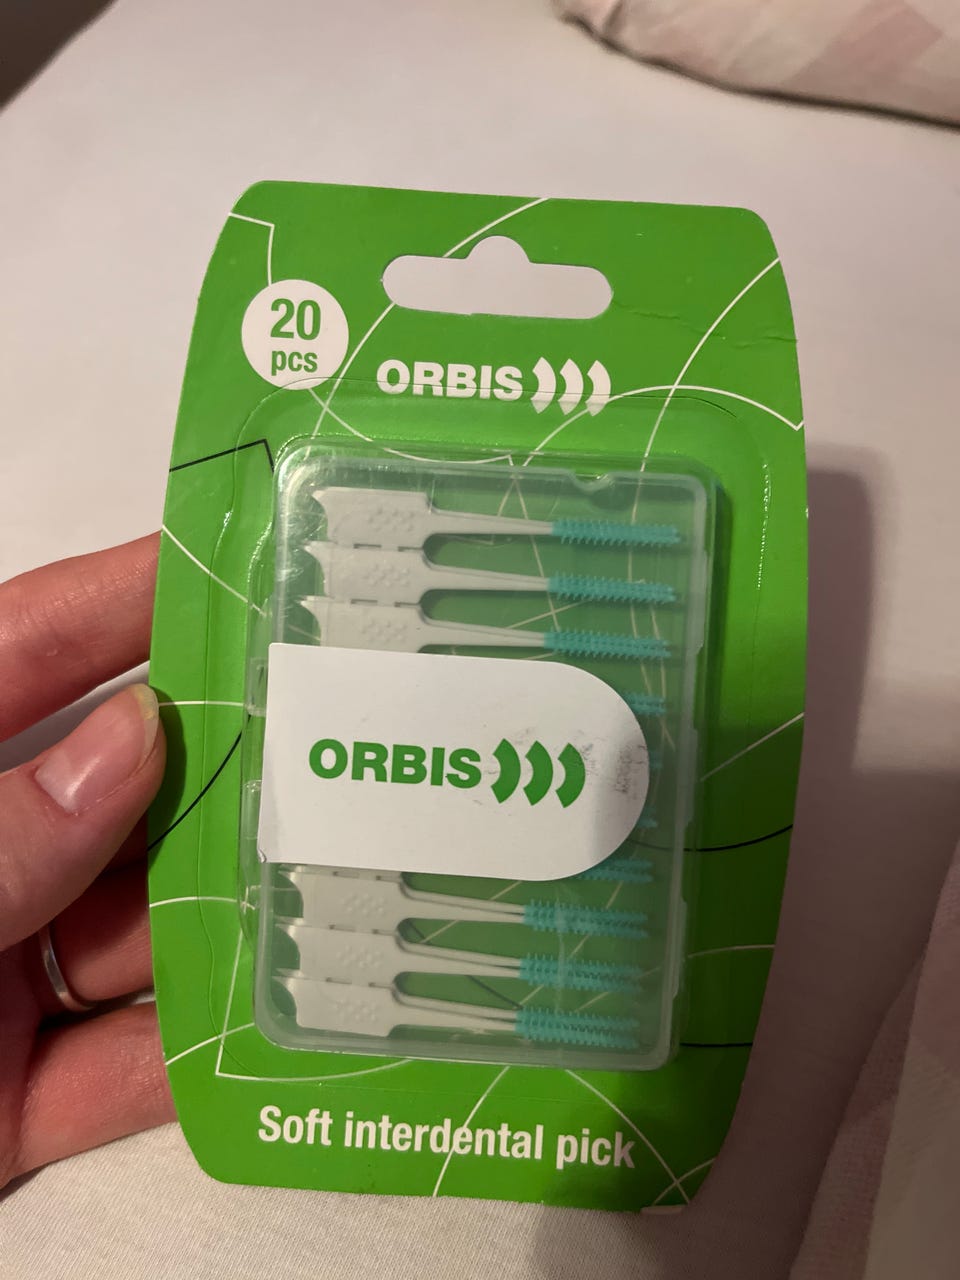 20
pcs
ORBIS
ORBIS
Soft interdental pick